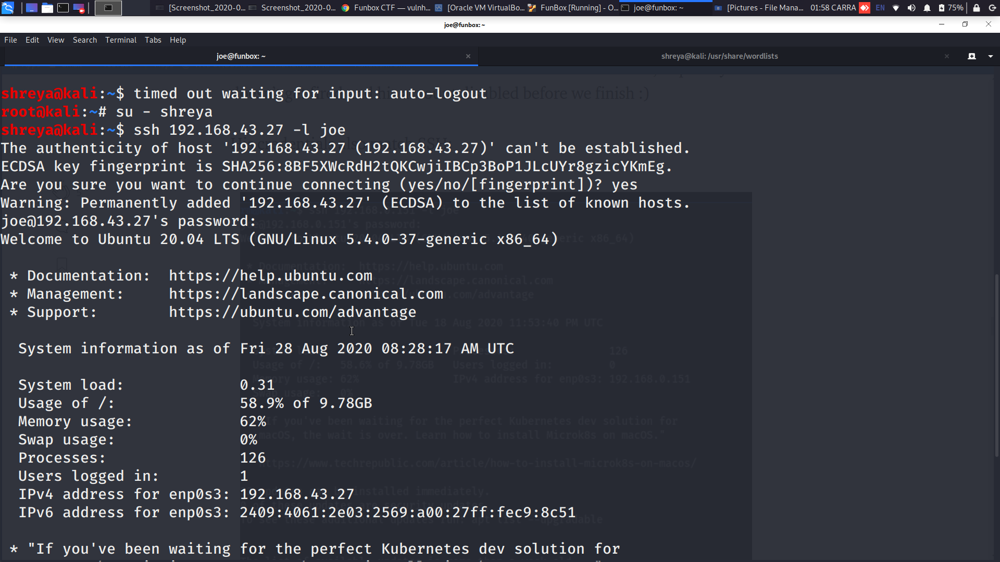 [Screenshot_2020-0... Screenshot_2020-0... Funbox CTF — vulnh... [Oracle VM VirtualBo... FunBox [Running] - O... joe@funbox: ~ [Pictures - File Mana... 01:58 CARRA EN 75%
joe@funbox: ~
File Edit View Search Terminal Tabs Help
joe@funbox: ~ shreya@kali: /usr/share/wordlists
shreya@kali:~$ timed out waiting for input: auto-logout
root@kali:~# su - shreya
shreya@kali:~$ ssh 192.168.43.27 -l joe
The authenticity of host '192.168.43.27 (192.168.43.27)' can't be established.
ECDSA key fingerprint is SHA256:8BF5XWcRdH2tQKCwjiIBCp3BoP1JLcUYr8gzicYKmEg.
Are you sure you want to continue connecting (yes/no/[fingerprint])? yes
Warning: Permanently added '192.168.43.27' (ECDSA) to the list of known hosts.
joe@192.168.43.27's password:
Welcome to Ubuntu 20.04 LTS (GNU/Linux 5.4.0-37-generic x86_64)
* Documentation: https://help.ubuntu.com
* Management: https://landscape.canonical.com
* Support: https://ubuntu.com/advantage
System information as of Fri 28 Aug 2020 08:28:17 AM UTC
System load: 0.31
Usage of /: 58.9% of 9.78GB
Memory usage: 62%
Swap usage: 0%
Processes: 126
Users logged in: 1
IPv4 address for enp0s3: 192.168.43.27
IPv6 address for enp0s3: 2409:4061:2e03:2569:a00:27ff:fec9:8c51
* "If you've been waiting for the perfect Kubernetes dev solution for